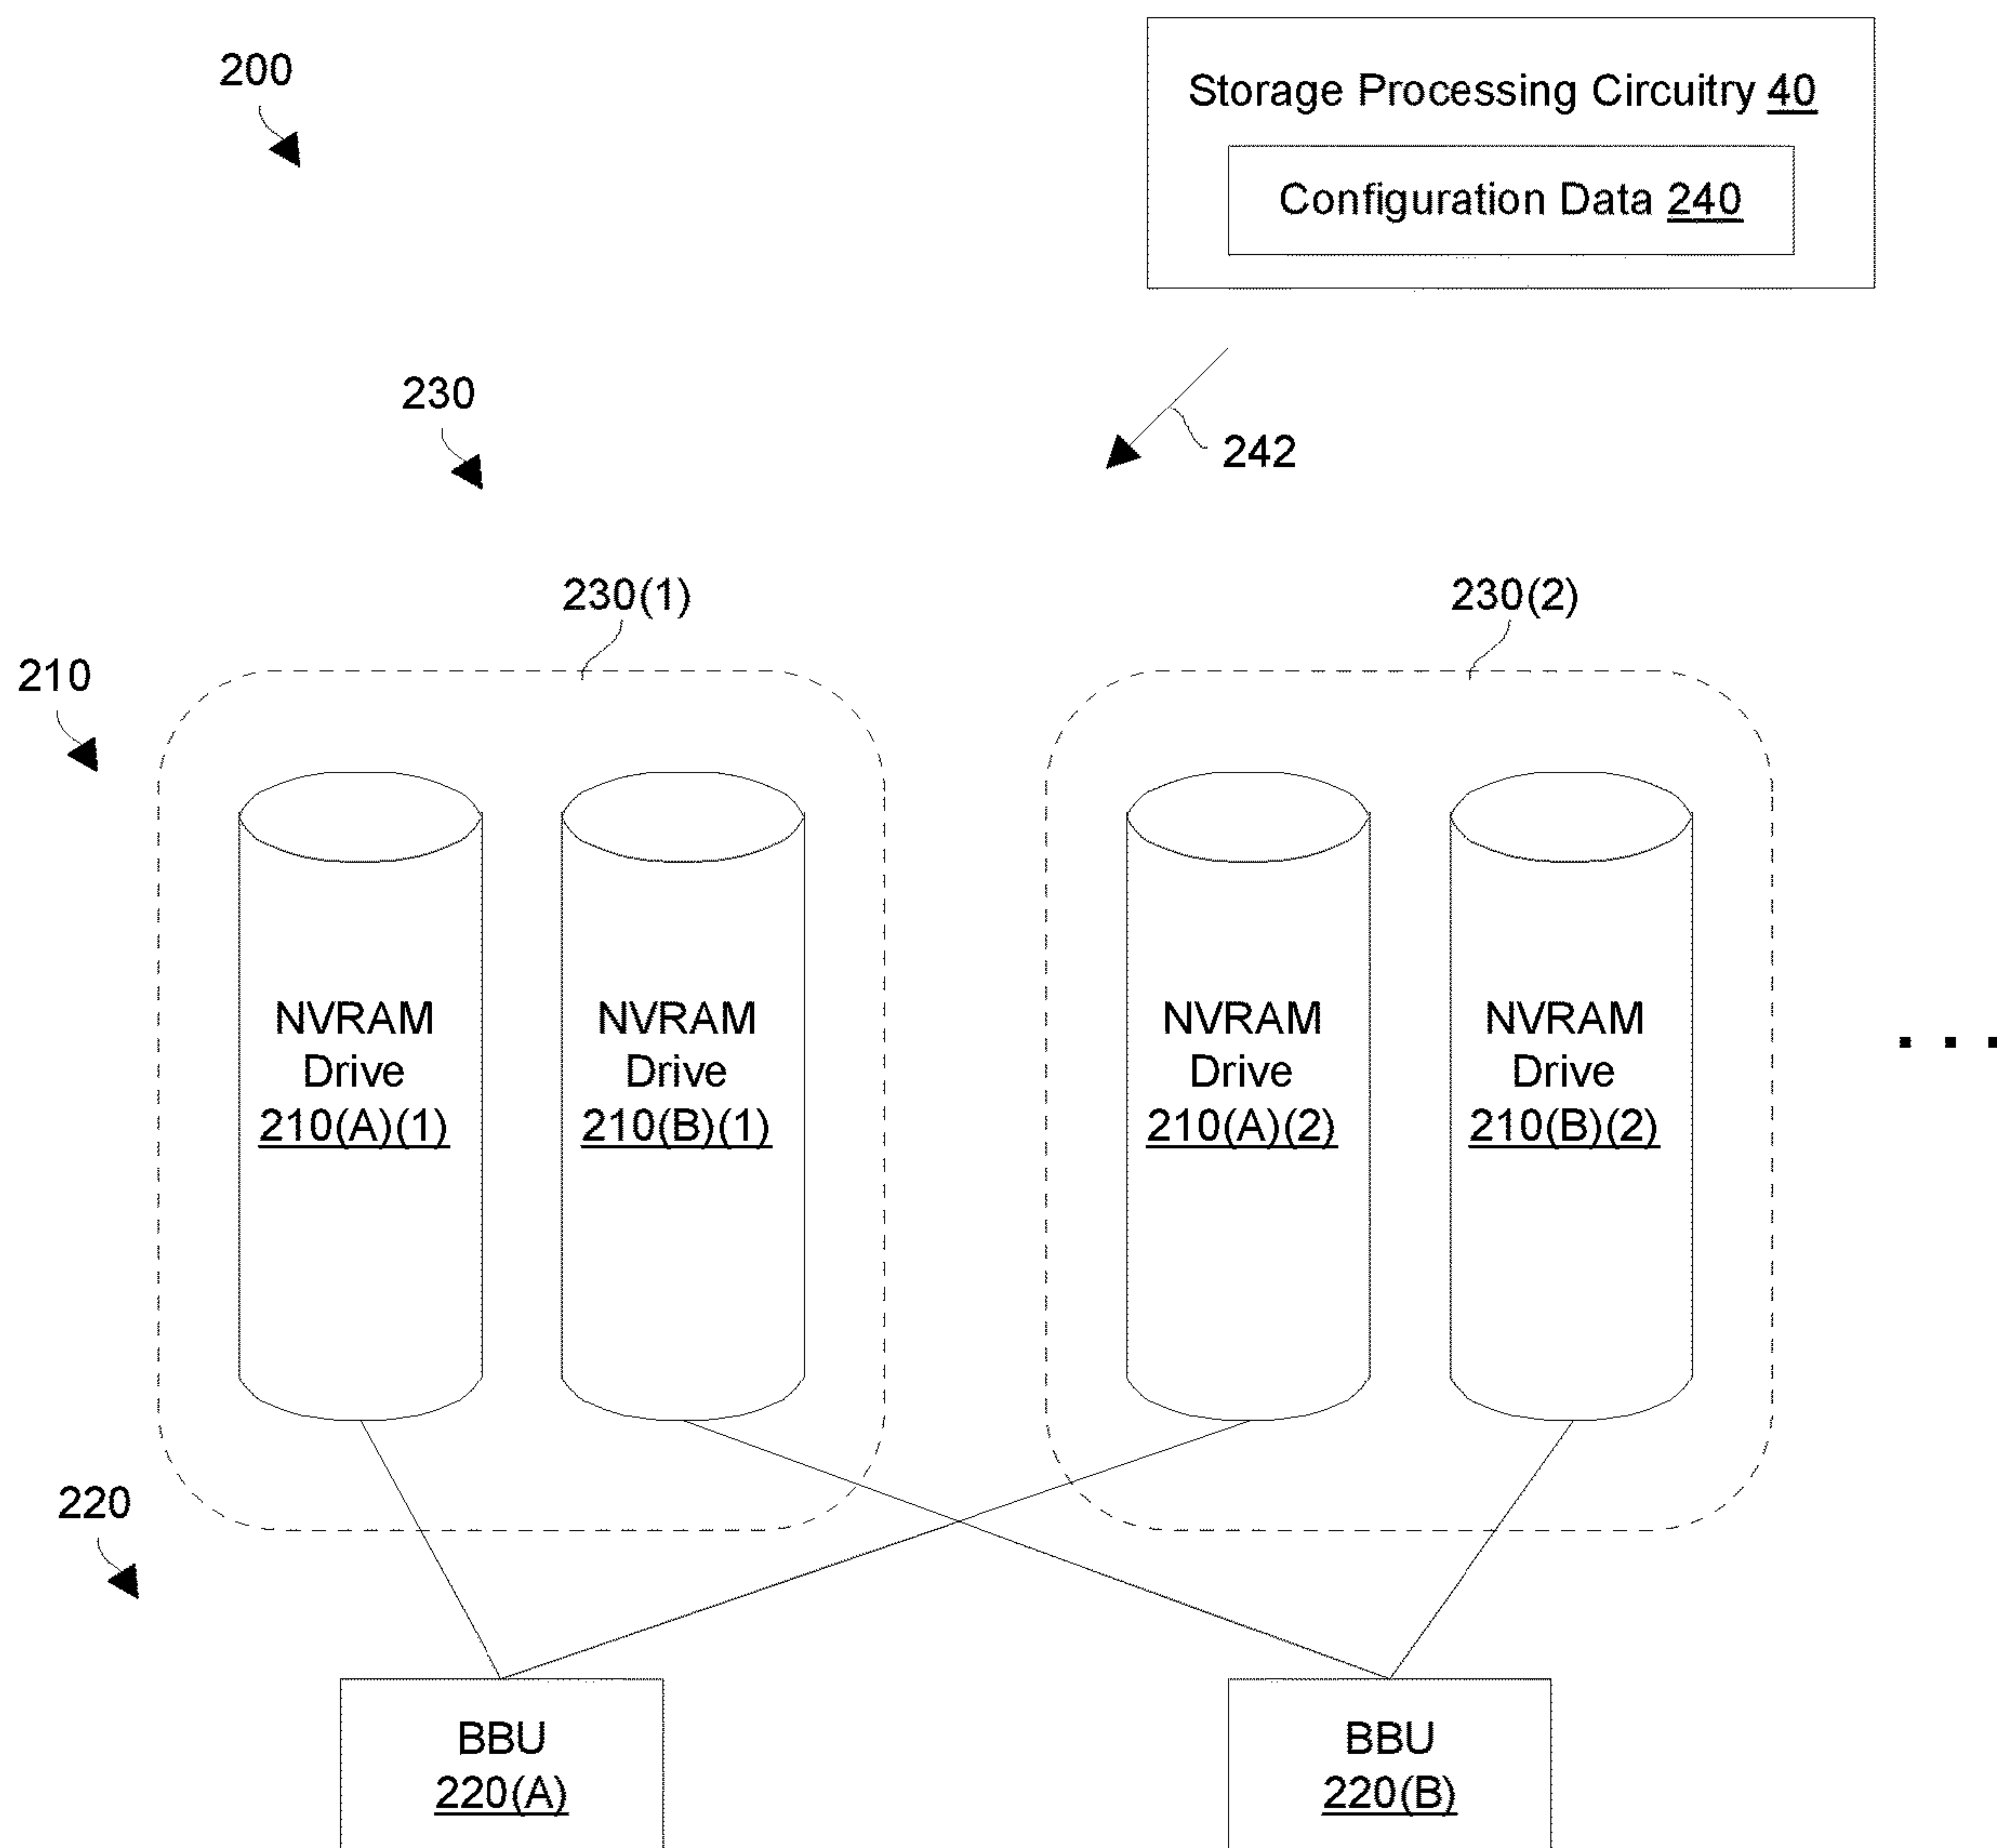 200
Storage Processing Circuitry 40
Configuration Data 240
230
242
230(1)
230(2)
210
NVRAM
Drive
210(A)(1)
NVRAM
Drive
210(B)(1)
NVRAM
Drive
210(A)(2)
NVRAM
Drive
210(B)(2)
. . .
220
BBU
220(A)
BBU
220(B)